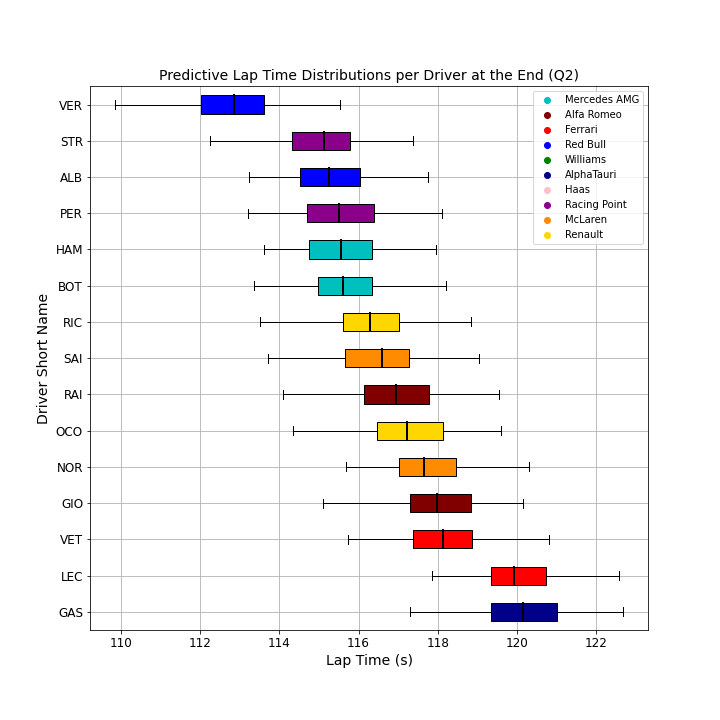 Predictive Lap Time Distributions per Driver at the End (Q2)
VER
STR
ALB
PER
HAM
BOT
RIC
SAI
RAI
OCO
NOR
GIO
VET
LEC
GAS
Driver Short Name
Mercedes AMG
Alfa Romeo
Ferrari
Red Bull
Williams
AlphaTauri
Haas
Racing Point
McLaren
Renault
110 112 114 116 118 120 122
Lap Time (s)